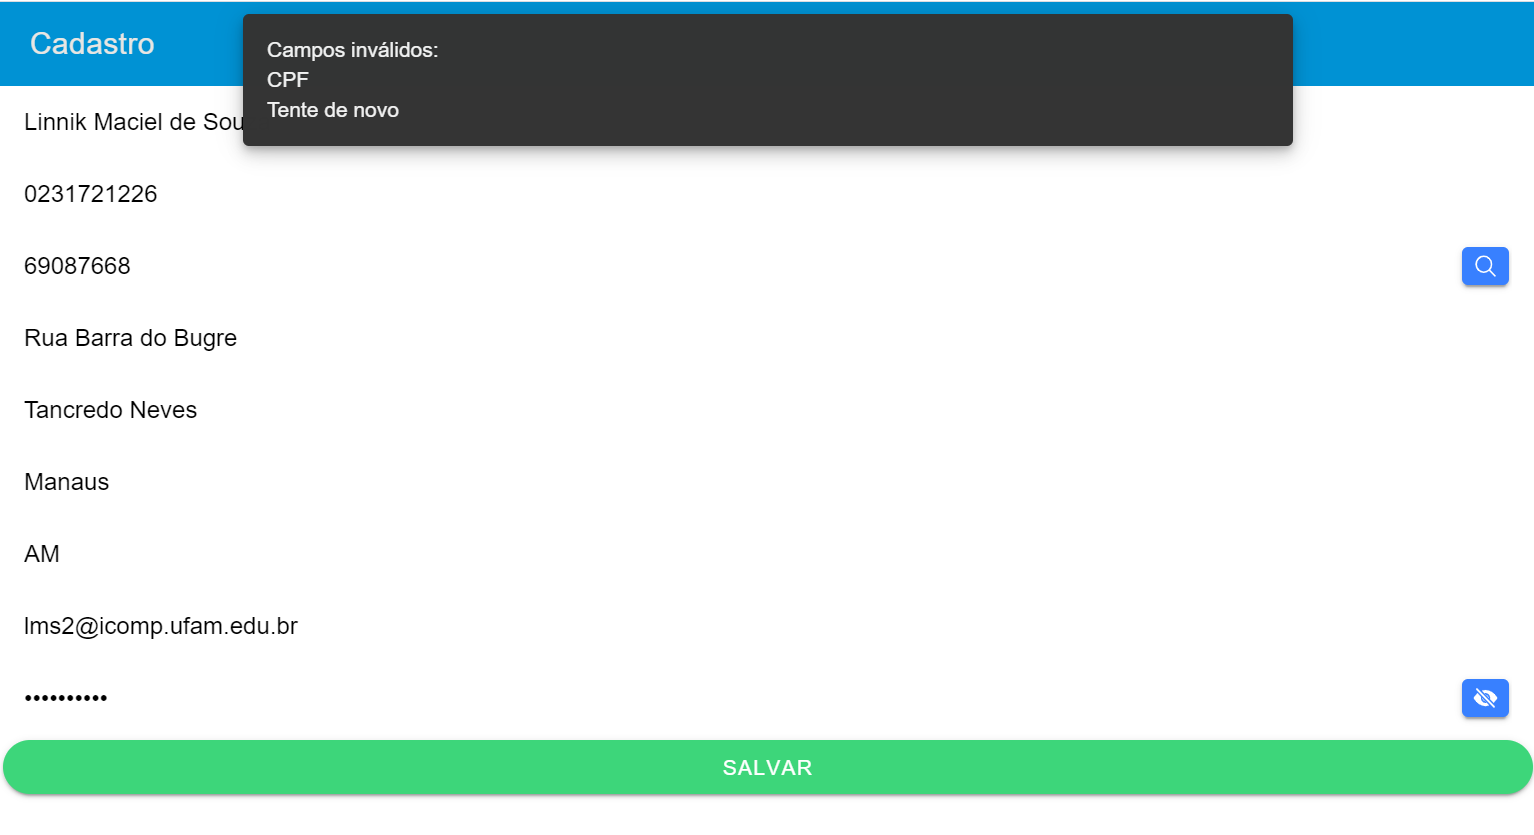 Cadastro
Campos inválidos:
CPF
Tente de novo
Linnik Maciel de
0231721226
69087668
Rua Barra do Bugre
Tancredo Neves
Manaus
AM
lms2@icomp.ufam.edu.br
••••••••••
SALVAR